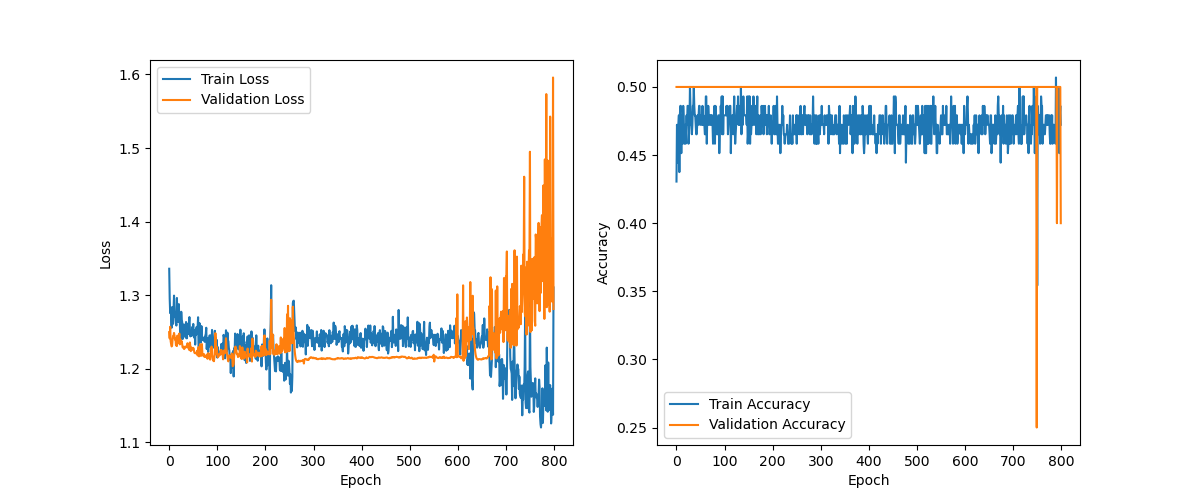 Train Loss
Validation Loss
1.6
1.5
1.4
1.3
1.2
1.1
Loss
0 100 200 300 400 500 600 700 800
Epoch
0.50
0.45
0.40
0.35
0.30
0.25
Accuracy
Train Accuracy
Validation Accuracy
0 100 200 300 400 500 600 700 800
Epoch